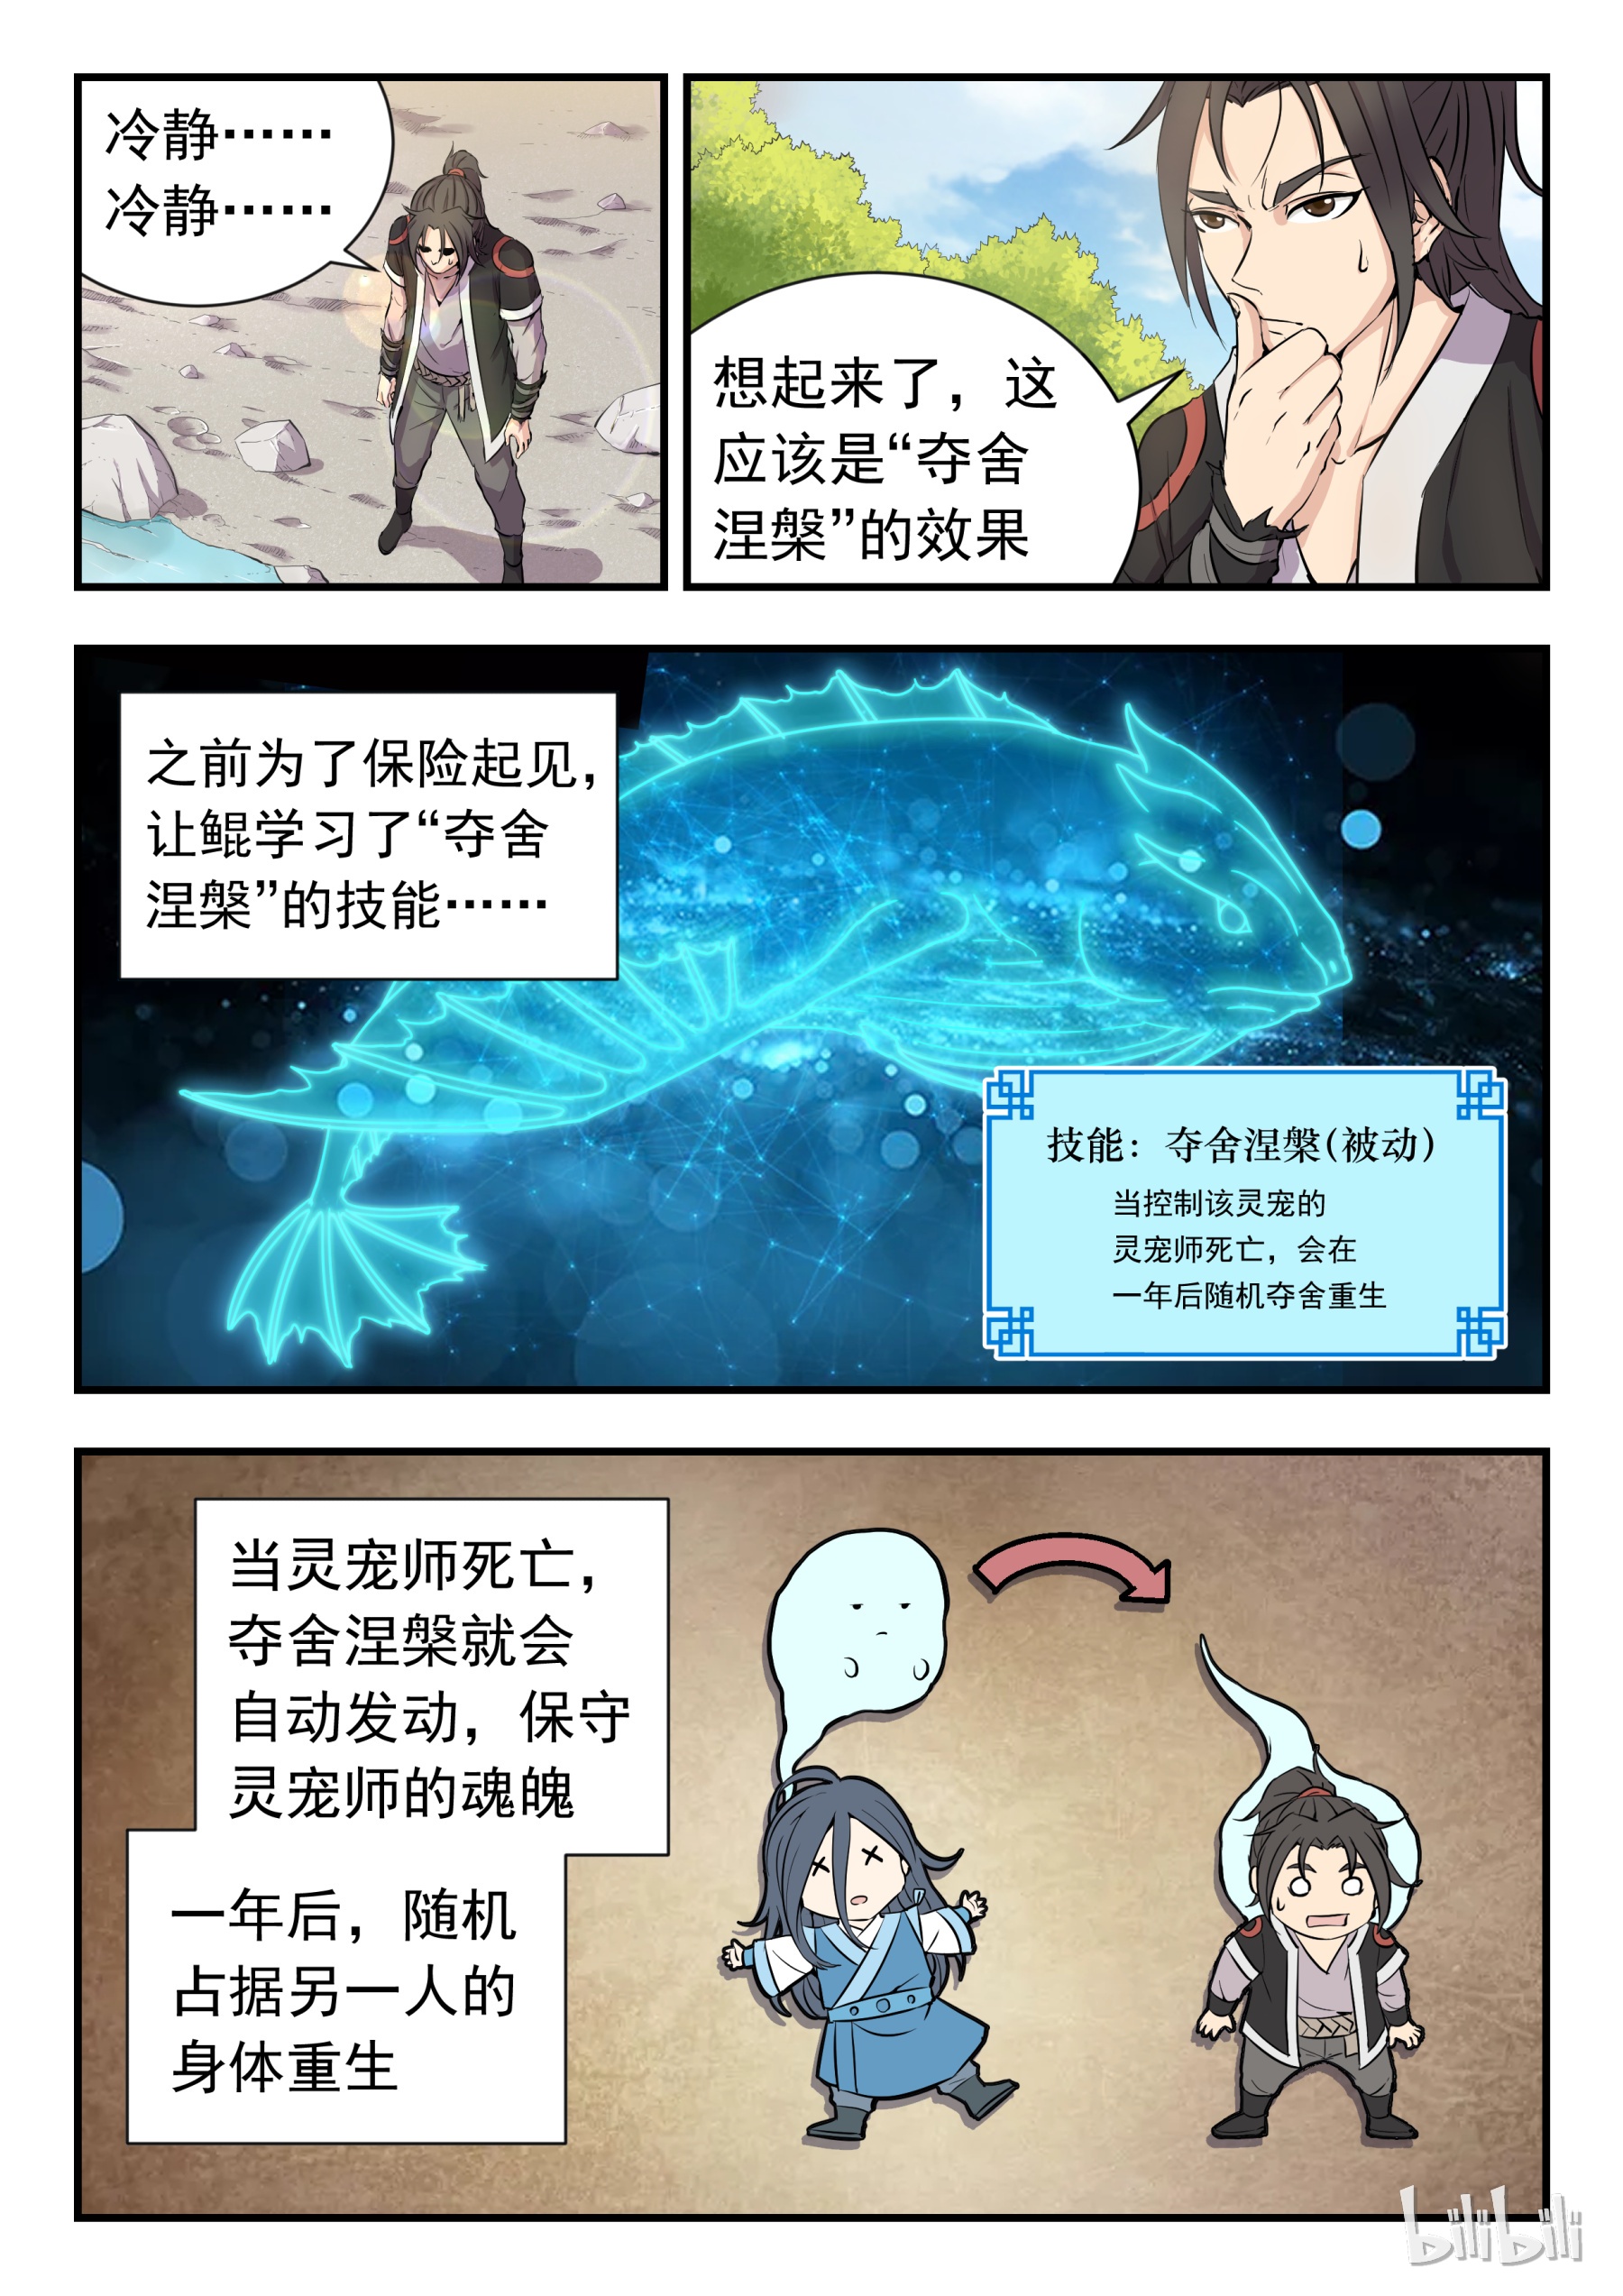 冷静……
冷静……
想起来了，这
应该是“夺舍
涅槃”的效果
之前为了保险起见，
让鲲学习了“夺舍
涅槃”的技能……
技能：夺舍涅槃(被动)
当控制该灵宠的
灵宠师死亡，会在
一年后随机夺舍重生
当灵宠师死亡，
夺舍涅槃就会
自动发动，保守
灵宠师的魂魄
一年后，随机
占据另一人的
身体重生
bilibili